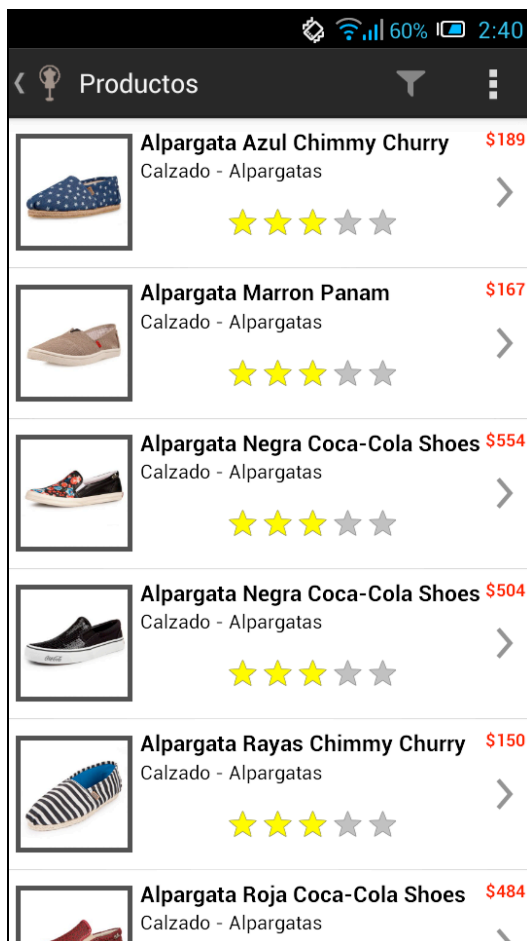 60% 2:40
Productos
Alpargata Azul Chimmy Churry $189
Calzado - Alpargatas
Alpargata Marron Panam $167
Calzado - Alpargatas
Alpargata Negra Coca-Cola Shoes $554
Calzado - Alpargatas
Alpargata Negra Coca-Cola Shoes $504
Calzado - Alpargatas
Alpargata Rayas Chimmy Churry $150
Calzado - Alpargatas
Alpargata Roja Coca-Cola Shoes $484
Calzado - Alpargatas